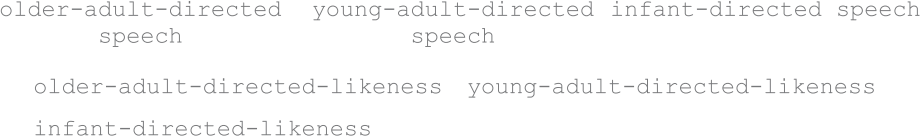 older-adult-directed young-adult-directed infant-directed speech
speech speech
older-adult-directed-likeness young-adult-directed-likeness
infant-directed-likeness